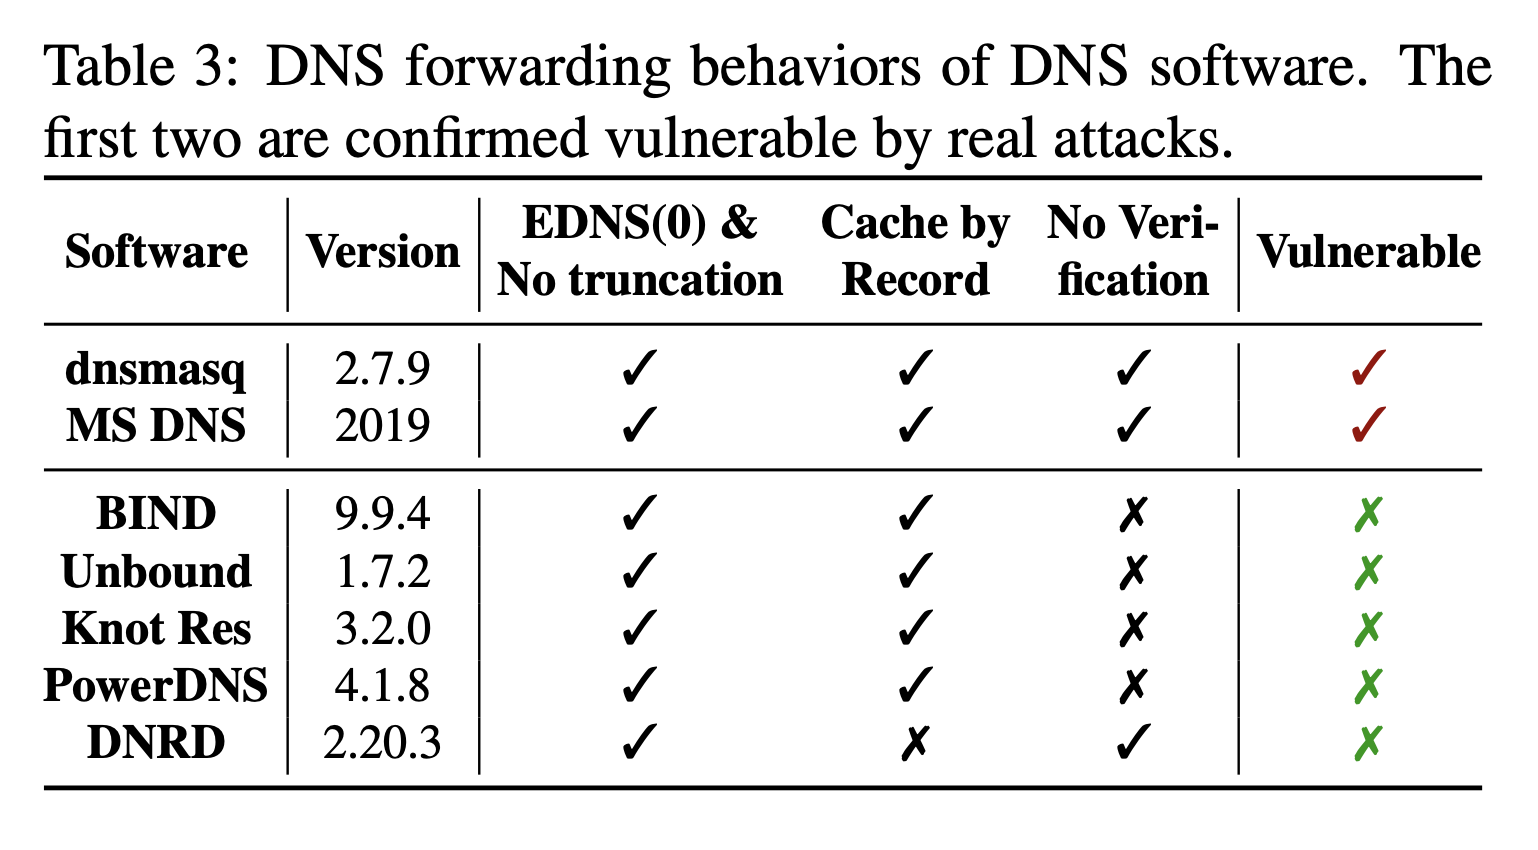 Table 3: DNS forwarding behaviors of DNS software. The
first two are confirmed vulnerable by real attacks.
Software Version EDNS(0) & No truncation Cache by Record No Veri-fication Vulnerable
dnsmasq 2.7.9 ✓ ✓ ✓ ✓
MS DNS 2019 ✓ ✓ ✓ ✓
BIND 9.9.4 ✓ ✓ ✗ ✗
Unbound 1.7.2 ✓ ✓ ✗ ✗
Knot Res 3.2.0 ✓ ✓ ✗ ✗
PowerDNS 4.1.8 ✓ ✓ ✗ ✗
DNRD 2.20.3 ✓ ✗ ✓ ✗